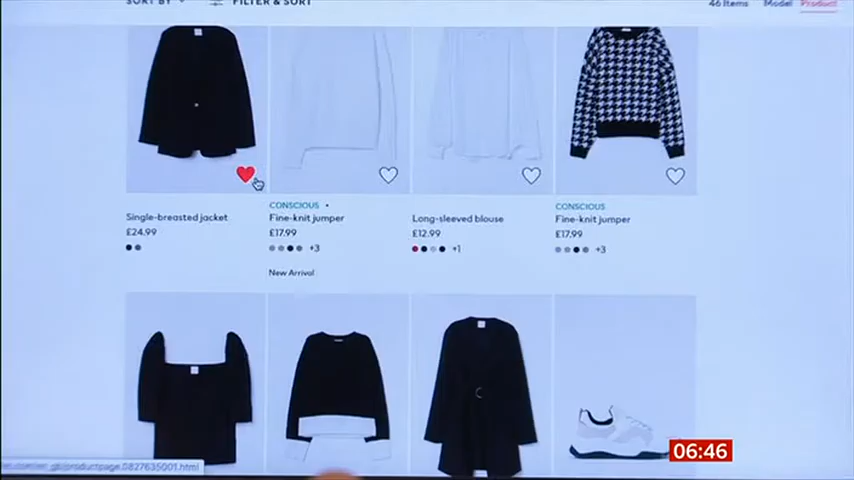 SORT BY FILTER & SORT 46 Items Model Product
Single-breasted jacket
£24.99
CONSCIOUS
Fine-knit jumper
£17.99
+3
New Arrival
Long-sleeved blouse
£12.99
+1
CONSCIOUS
Fine-knit jumper
£17.99
+3
06:46